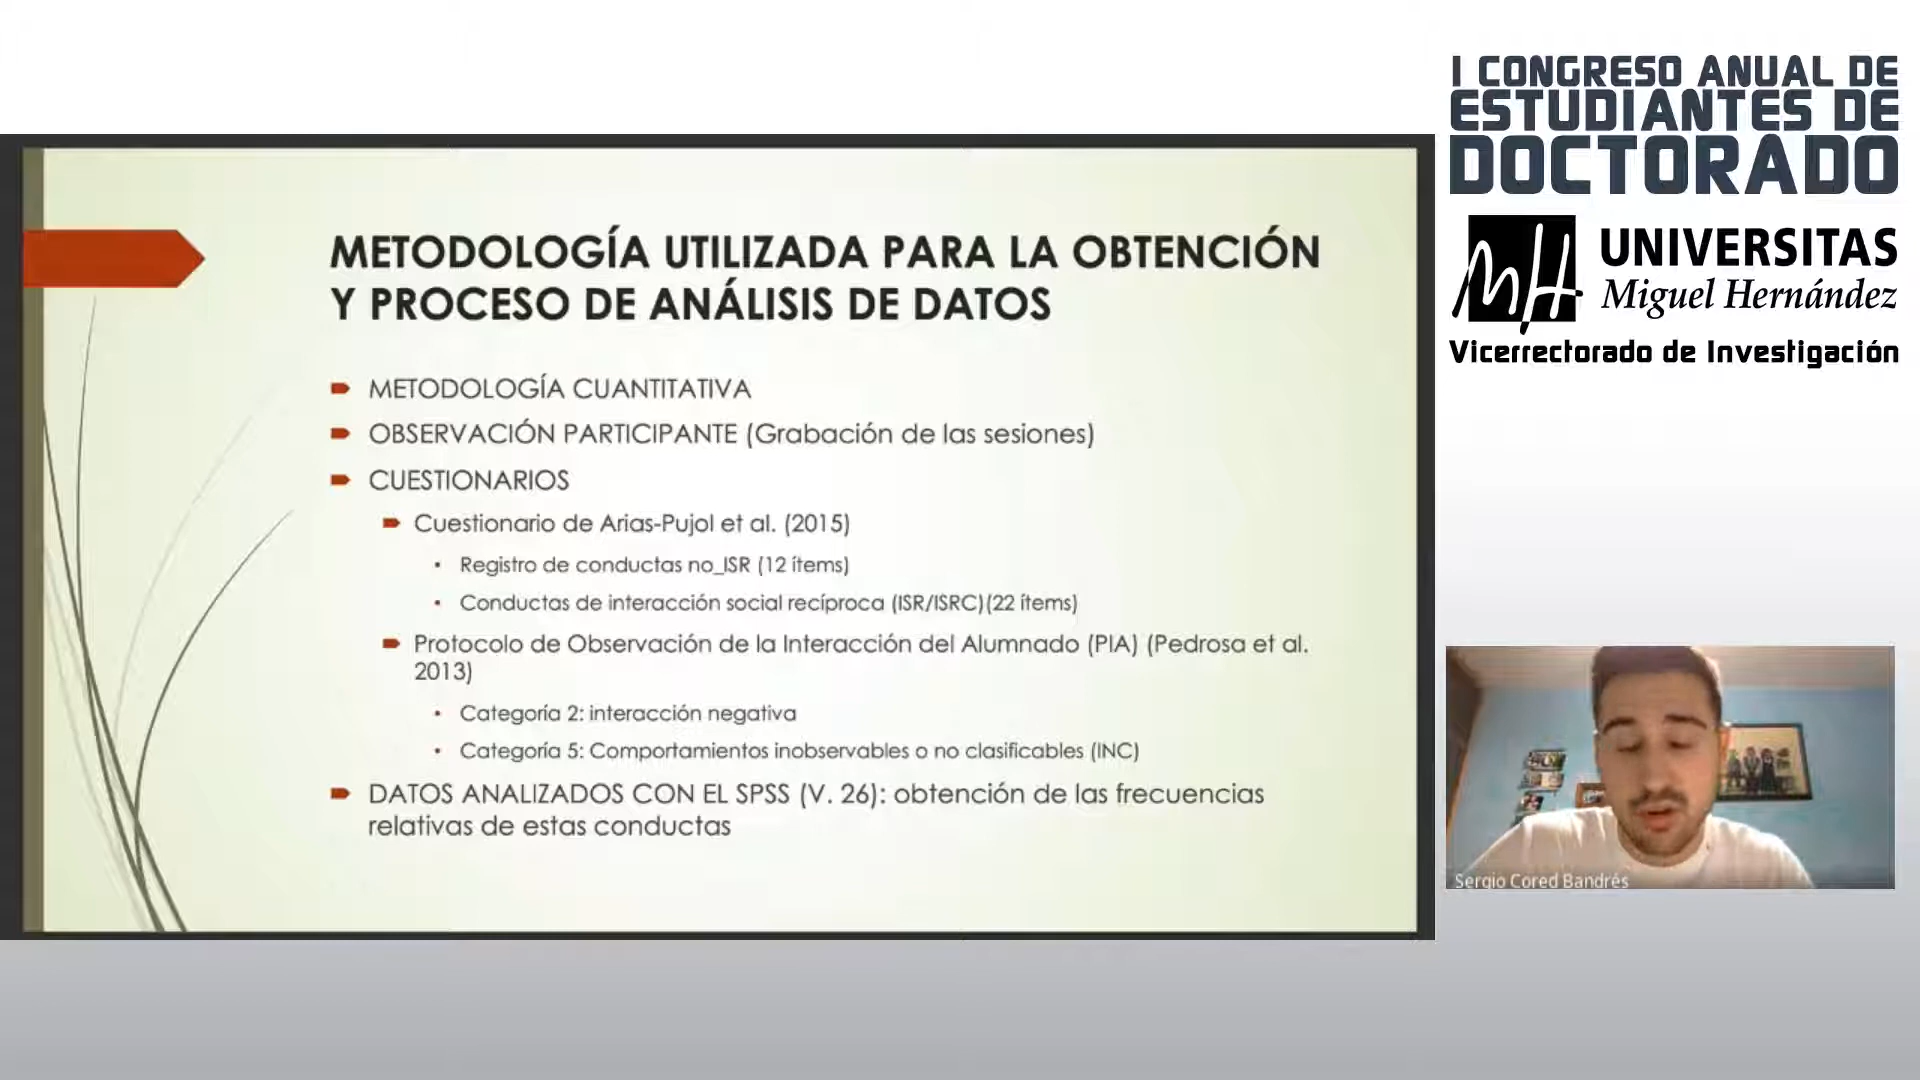 I CONGRESO ANUAL DE
ESTUDIANTES DE
DOCTORADO
UNIVERSITAS
Miguel Hernández
Vicerrectorado de Investigación
METODOLOGÍA UTILIZADA PARA LA OBTENCIÓN
Y PROCESO DE ANÁLISIS DE DATOS
METODOLOGÍA CUANTITATIVA
OBSERVACIÓN PARTICIPANTE (Grabación de las sesiones)
CUESTIONARIOS
Cuestionario de Arias-Pujol et al. (2015)
Registro de conductas no_ISR (12 ítems)
Conductas de interacción social recíproca (ISR/ISRC)(22 ítems)
Protocolo de Observación de la Interacción del Alumnado (PIA) (Pedrosa et al.
2013)
Categoría 2: interacción negativa
Categoría 5: Comportamientos inobservables o no clasificables (INC)
DATOS ANALIZADOS CON EL SPSS (V. 26): obtención de las frecuencias
relativas de estas conductas
Sergio Cored Bandrés